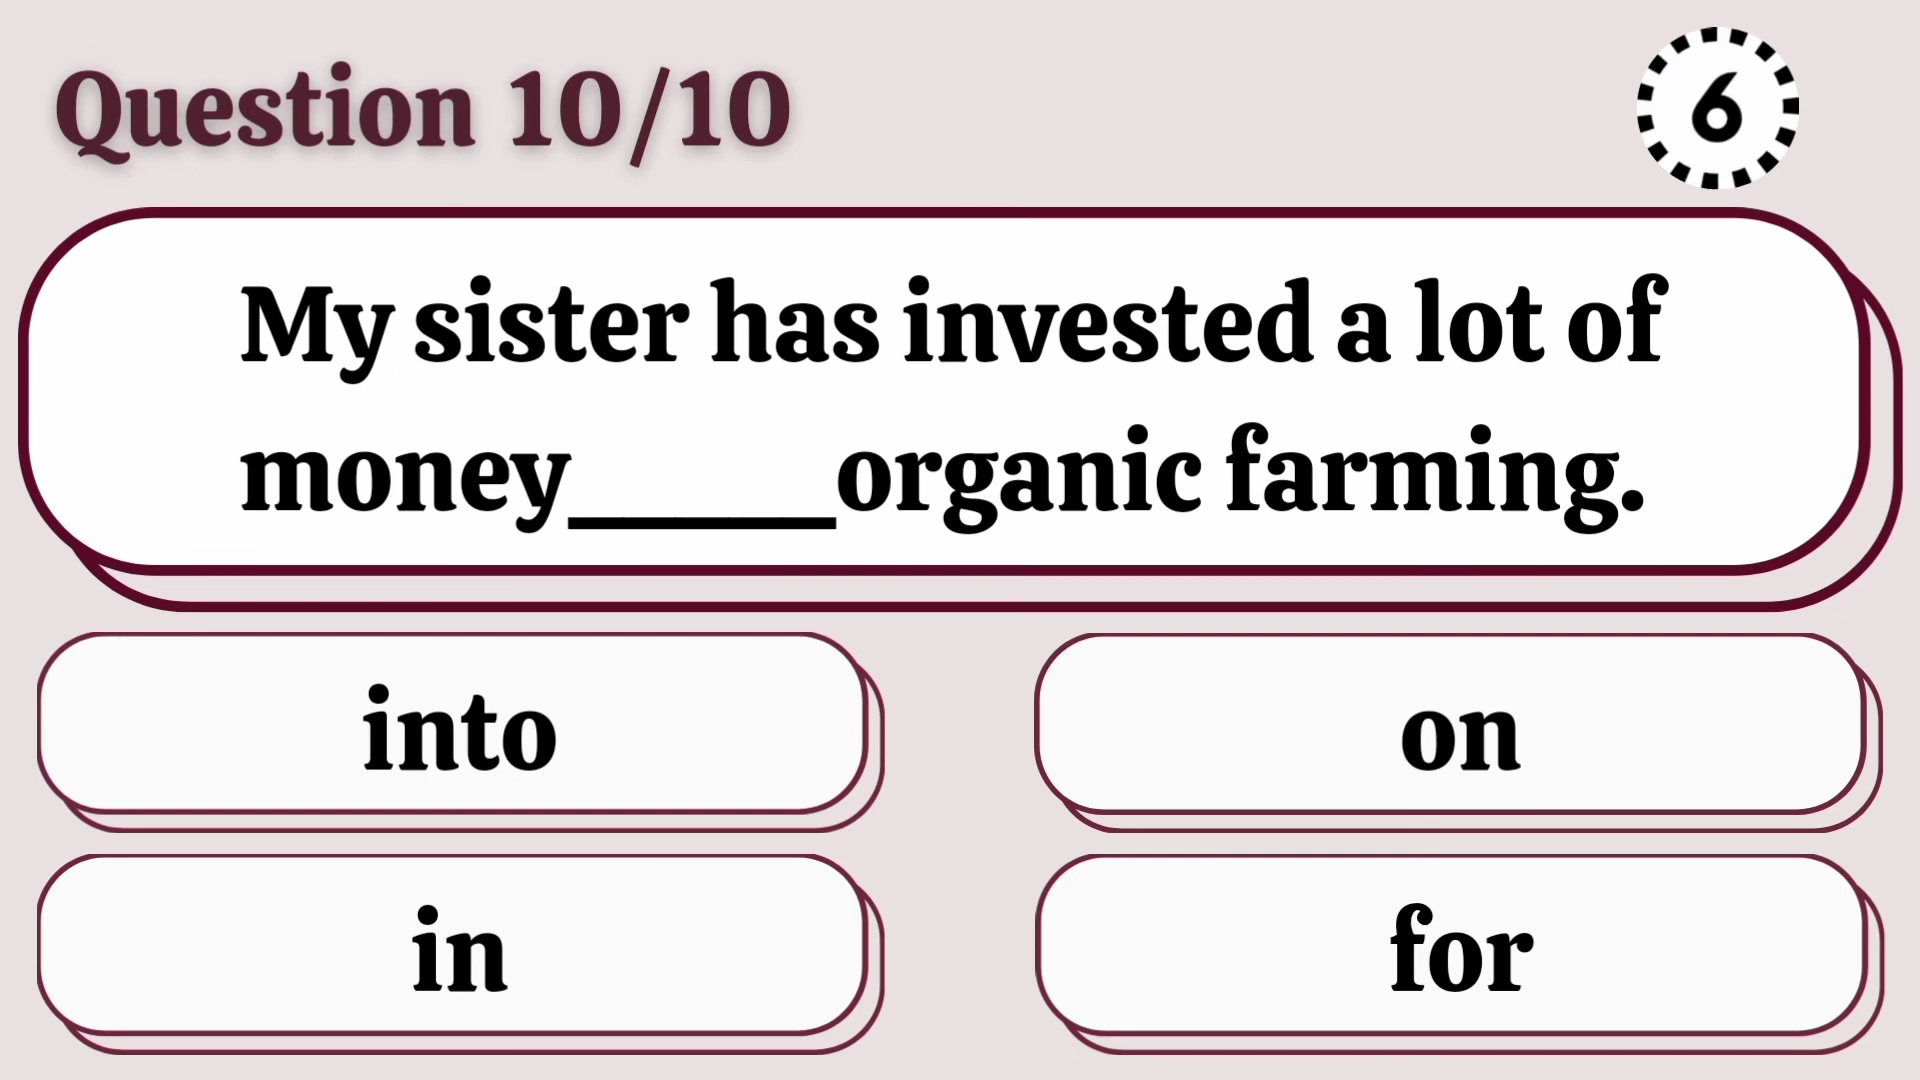 Question 10/10
6
My sister has invested a lot of
money_____organic farming.
into
on
in
for